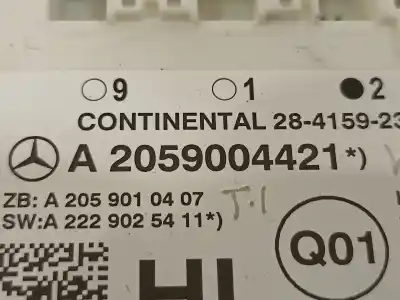 9 1 2
CONTINENTAL 28-4159-23
A 2059004421*)
ZB: A 205 901 04 07
SW:A 222 902 54 11*)
T.I
Q01
HI